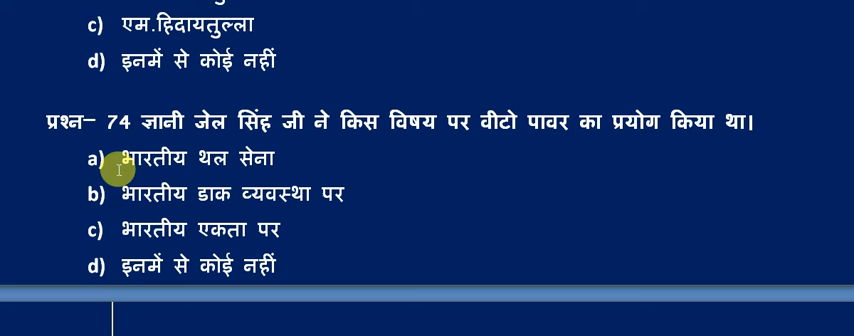 c) एम.हिदायतुल्ला
d) इनमें से कोई नहीं
प्रश्न– 74 ज्ञानी जेल सिंह जी ने किस विषय पर वीटो पावर का प्रयोग किया था।
a) भारतीय थल सेना
b) भारतीय डाक व्यवस्था पर
c) भारतीय एकता पर
d) इनमें से कोई नहीं